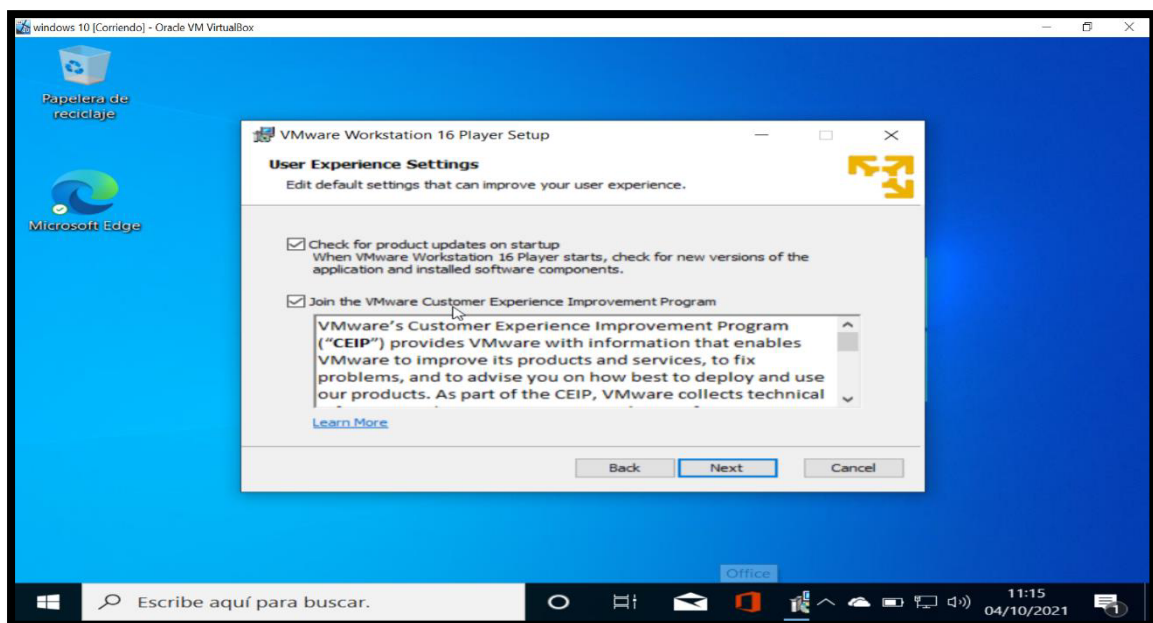 windows 10 [Corriendo] - Oracle VM VirtualBox
Papelera de
reciclaje
Microsoft Edge
VMware Workstation 16 Player Setup
User Experience Settings
Edit default settings that can improve your user experience.
Check for product updates on startup
When VMware Workstation 16 Player starts, check for new versions of the
application and installed software components.
Join the VMware Customer Experience Improvement Program
VMware's Customer Experience Improvement Program
("CEIP") provides VMware with information that enables
VMware to improve its products and services, to fix
problems, and to advise you on how best to deploy and use
our products. As part of the CEIP, VMware collects technical
Learn More
Back
Next
Cancel
Office
Escribe aquí para buscar.
11:15
04/10/2021
1